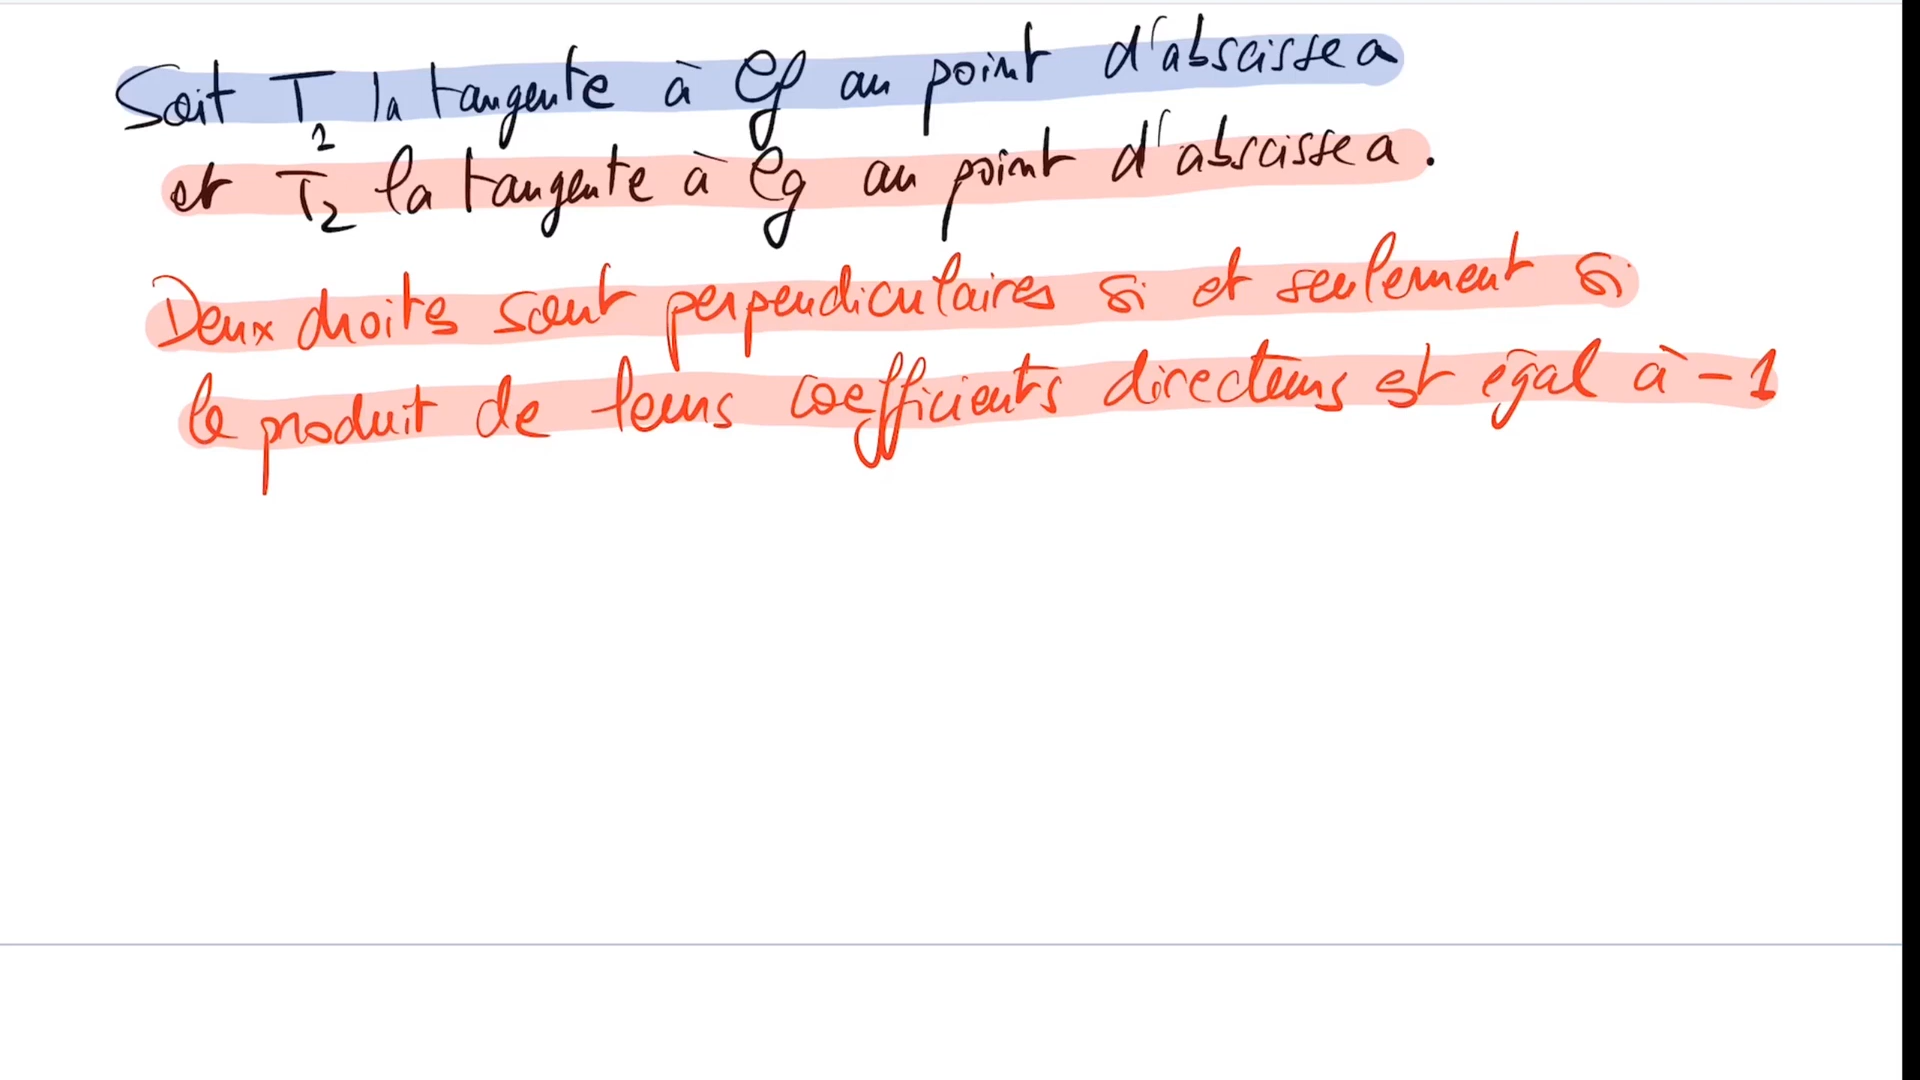 Soit T₂ la tangente à Cf au point d'abscisse a
et T₂ la tangente à Cg au point d'abscisse a.
Deux droites sont perpendiculaires si et seulement si
le produit de leurs coefficients directeurs est égal à -1